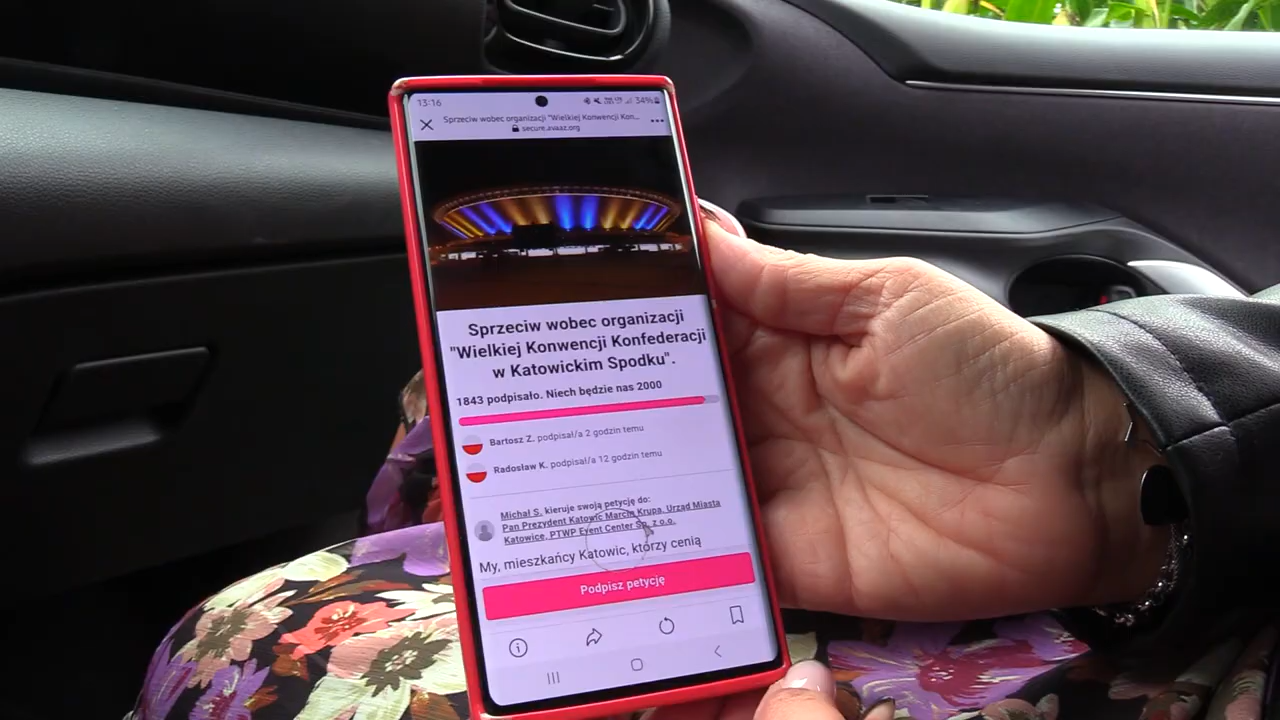 13:16
34%
Sprzeciw wobec organizacji "Wielkiej Konwencji Kon...
secure.avaaz.org
Sprzeciw wobec organizacji
"Wielkiej Konwencji Konfederacji
w Katowickim Spodku".
1843 podpisało. Niech będzie nas 2000
Bartosz Z. podpisał/a 2 godzin temu
Radosław K. podpisał/a 12 godzin temu
Michał S. kieruje swoją petycję do:
Pan Prezydent Katowic Marcin Krupa, Urząd Miasta
Katowice, PTWP Event Center Sp. z o.o.
My, mieszkańcy Katowic, którzy cenią
Podpisz petycję